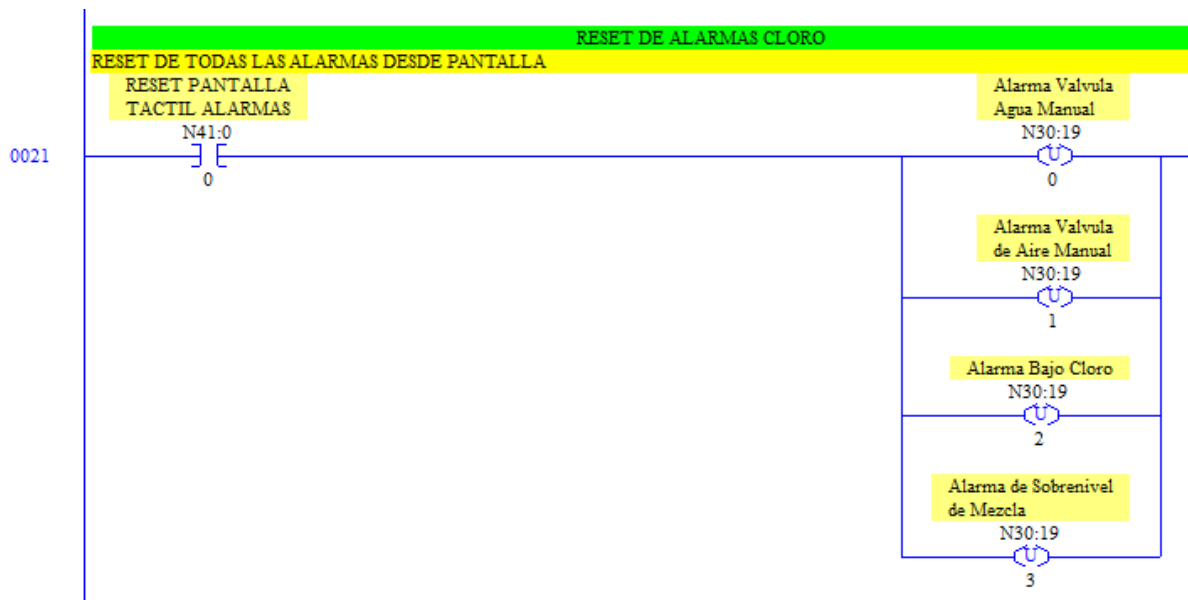 RESET DE ALARMAS CLORO
RESET DE TODAS LAS ALARMAS DESDE PANTALLA
RESET PANTALLA
TACTIL ALARMAS
N41:0
0
0021
Alarma Valvula
Agua Manual
N30:19
U
0
Alarma Valvula
de Aire Manual
N30:19
U
1
Alarma Bajo Cloro
N30:19
U
2
Alarma de Sobrenivel
de Mezcla
N30:19
U
3